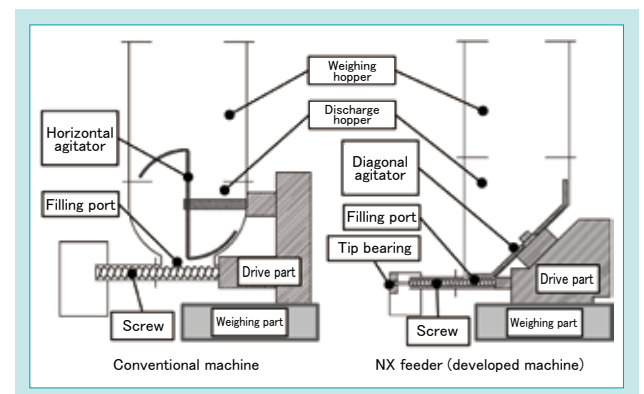 Weighing
hopper
Discharge
hopper
Horizontal
agitator
Diagonal
agitator
Filling port
Filling port
Tip bearing
Drive part
Drive part
Screw
Weighing part
Screw
Weighing part
Conventional machine
NX feeder (developed machine)